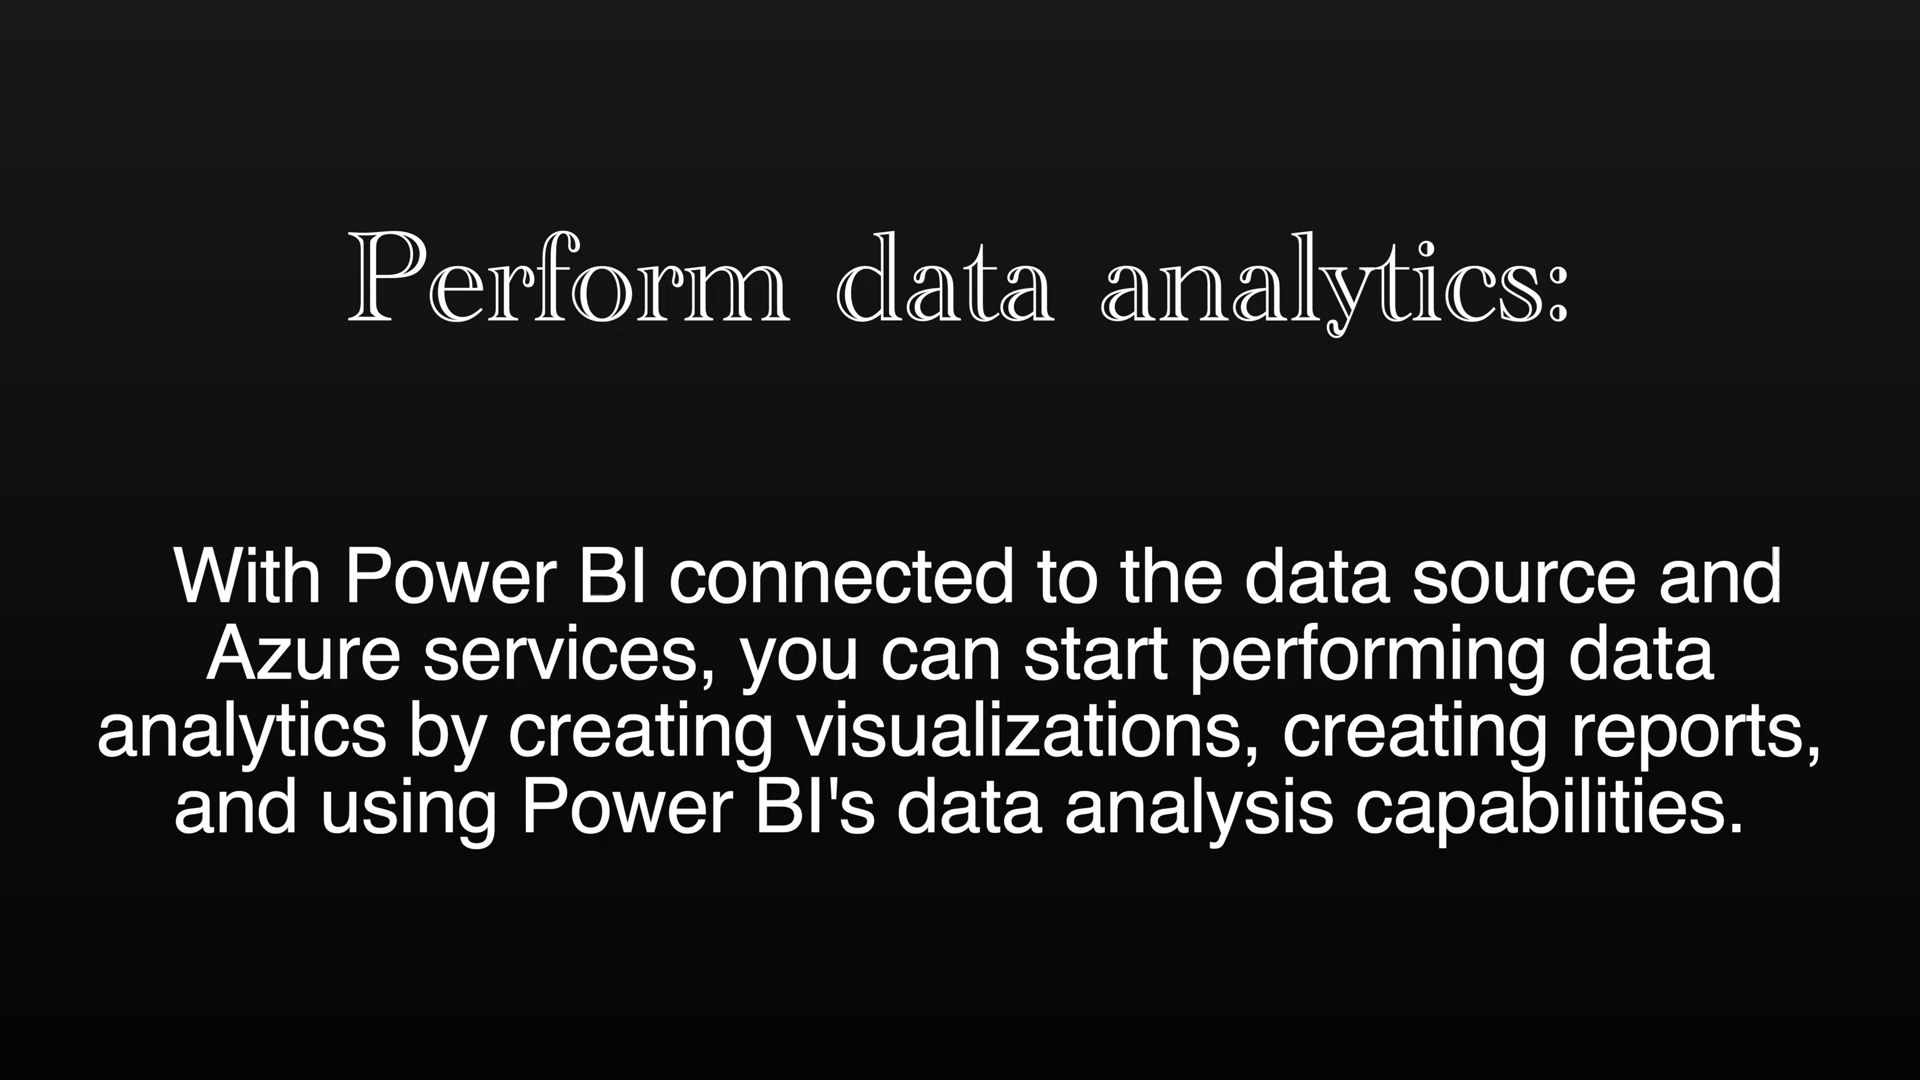 Perform data analytics:
With Power BI connected to the data source and
Azure services, you can start performing data
analytics by creating visualizations, creating reports,
and using Power BI's data analysis capabilities.